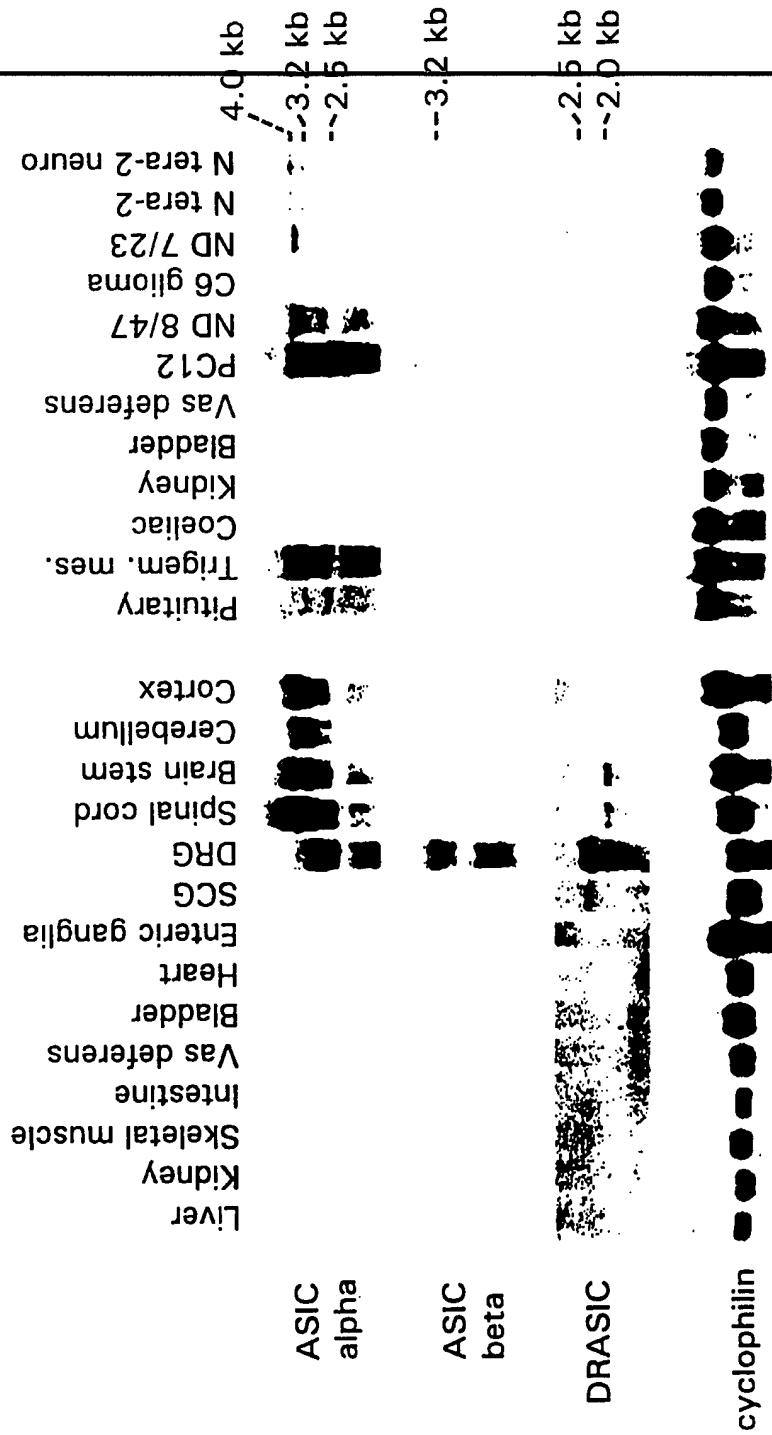 4.0 kb
--3.2 kb
--2.5 kb
--3.2 kb
--2.5 kb
--2.0 kb
N tera-2 neuro
N tera-2
ND 7/23
C6 glioma
ND 8/47
PC12
Vas deferens
Bladder
Kidney
Coeliac
Trigem. mes.
Pituitary
Cortex
Cerebellum
Brain stem
Spinal cord
DRG
SCG
Enteric ganglia
Heart
Bladder
Vas deferens
Intestine
Skeletal muscle
Kidney
Liver
ASIC
alpha
ASIC
beta
DRASIC
cyclophilin